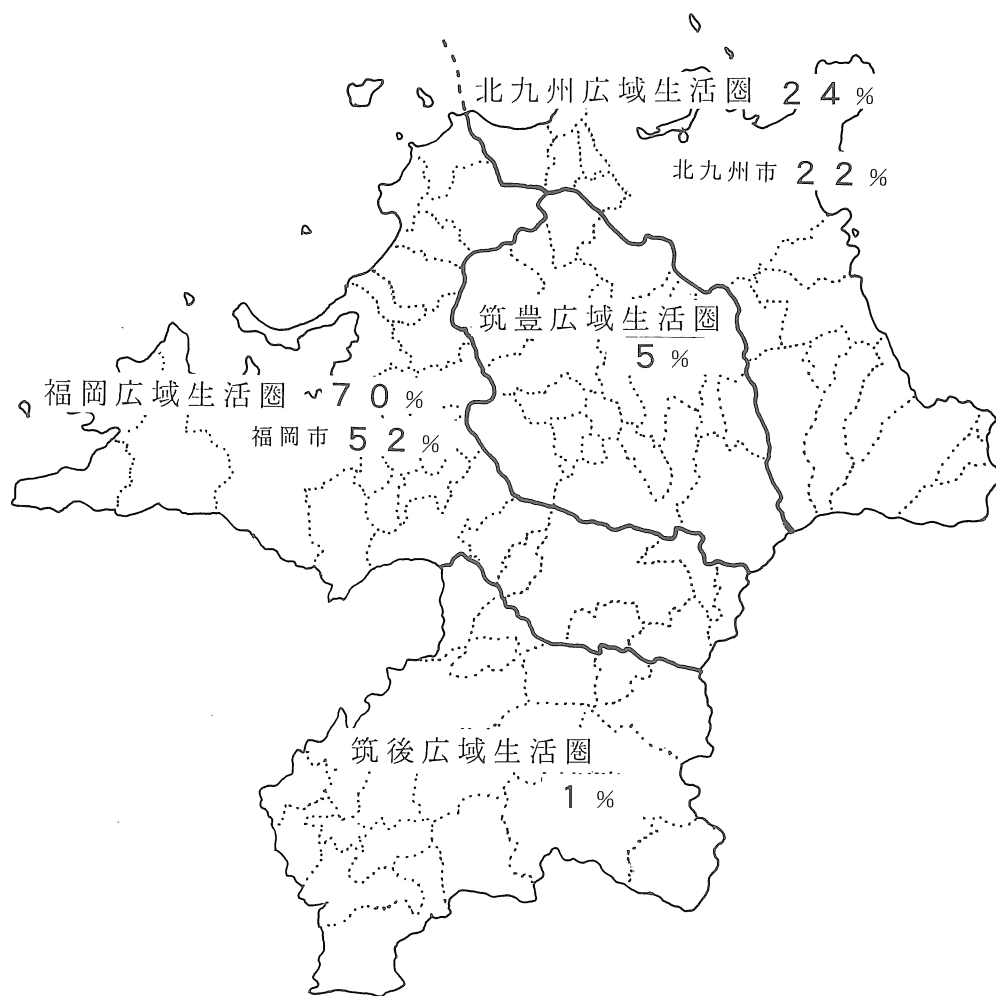 北九州広域生活圏 24%
北九州市 22%
筑豊広域生活圏
5%
福岡広域生活圏 ~70%
福岡市 52%
筑後広域生活圏
1%